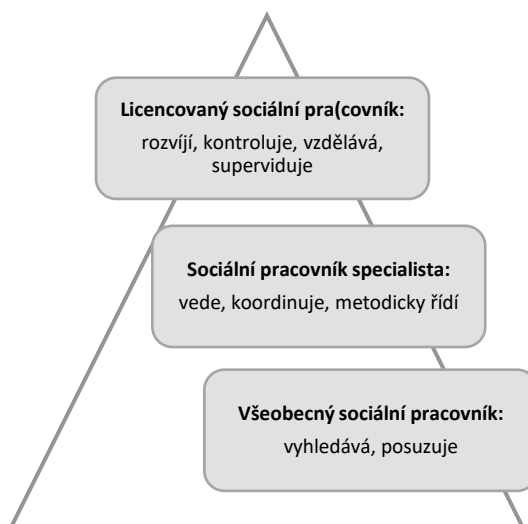 Licencovaný sociální pra(covník:
rozvíjí, kontroluje, vzdělává,
superviduje
Sociální pracovník specialista:
vede, koordinuje, metodicky řídí
Všeobecný sociální pracovník:
vyhledává, posuzuje